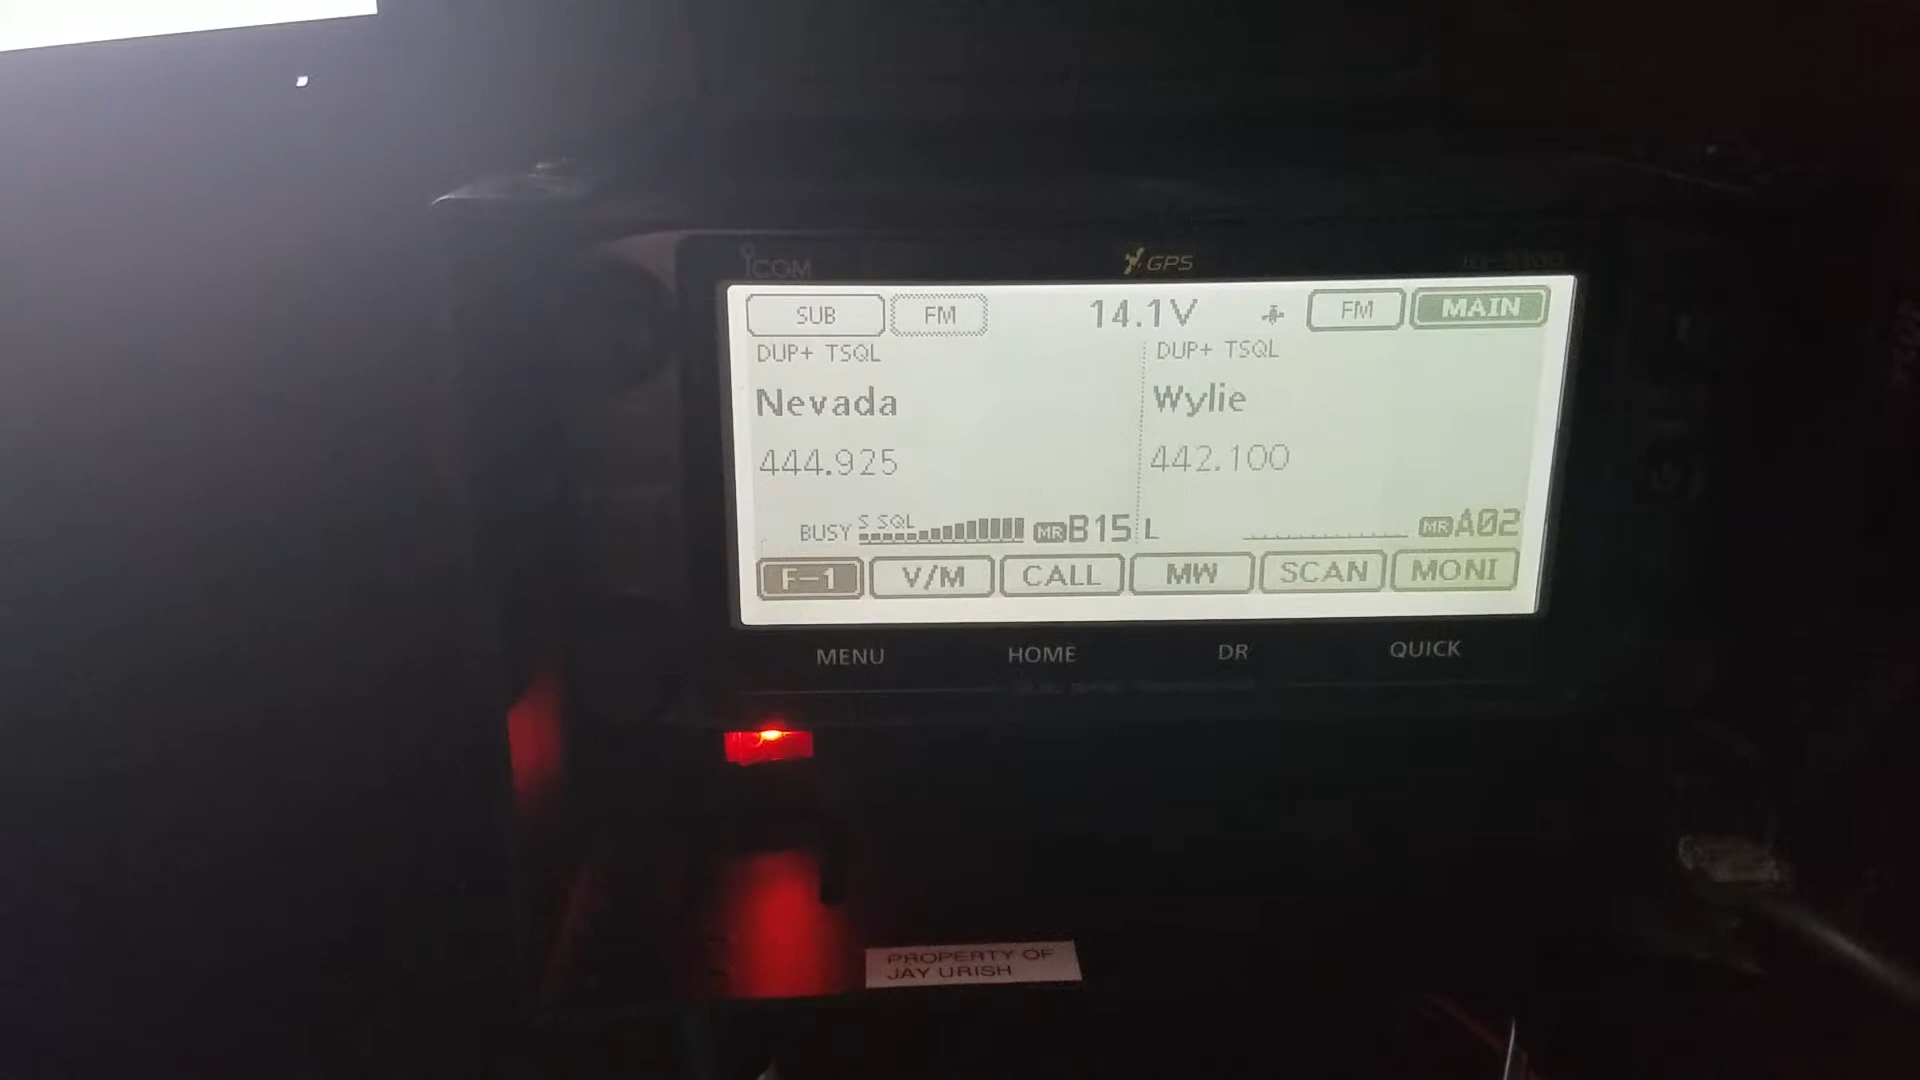 ICOM GPS
SUB FM 14.1V FM MAIN
DUP+ TSQL DUP+ TSQL
Nevada Wylie
444.925 442.100
BUSY S SQL MR B15 L MR A02
F-1 V/M CALL MW SCAN MONI
MENU HOME DR QUICK
PROPERTY OF
JAY URISH